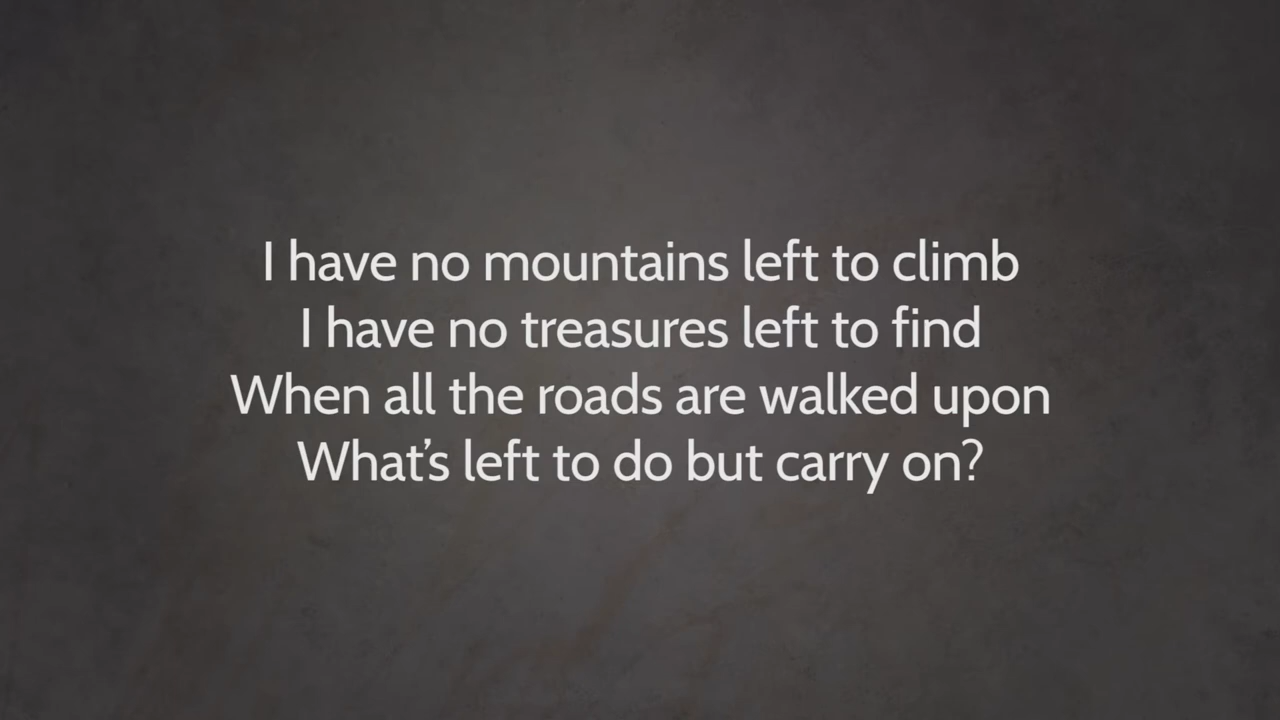 I have no mountains left to climb
I have no treasures left to find
When all the roads are walked upon
What’s left to do but carry on?